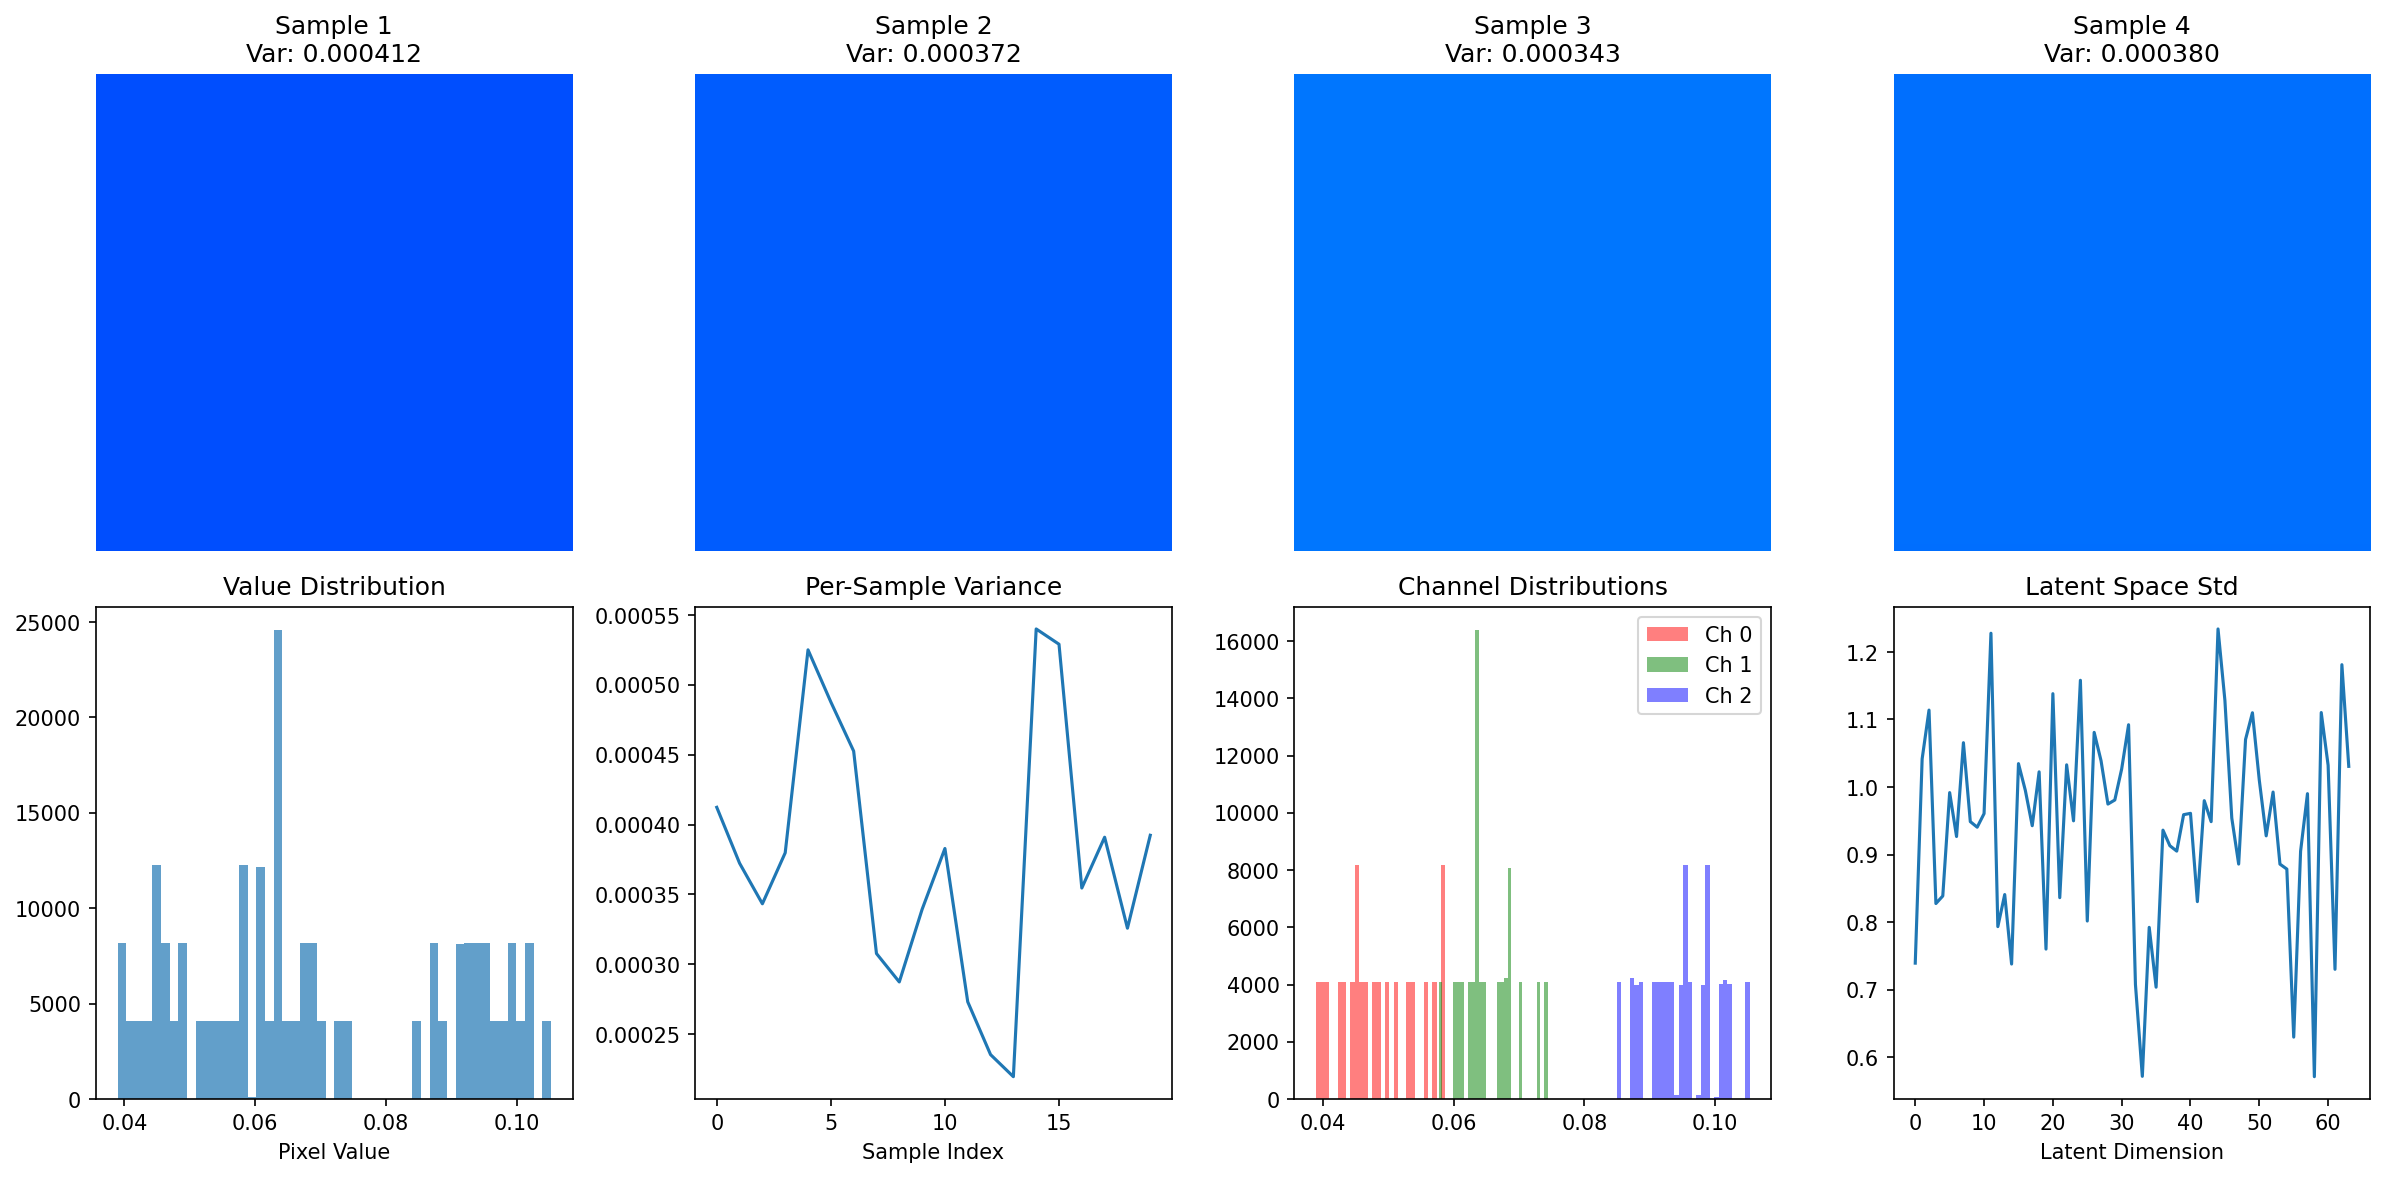 Sample 1
Var: 0.000412
Sample 2
Var: 0.000372
Sample 3
Var: 0.000343
Sample 4
Var: 0.000380
Value Distribution
25000
20000
15000
10000
5000
0
0.04 0.06 0.08 0.10
Pixel Value
Per-Sample Variance
0.00055
0.00050
0.00045
0.00040
0.00035
0.00030
0.00025
0 5 10 15
Sample Index
Channel Distributions
16000
14000
12000
10000
8000
6000
4000
2000
0
0.04 0.06 0.08 0.10
Ch 0
Ch 1
Ch 2
Latent Space Std
1.2
1.1
1.0
0.9
0.8
0.7
0.6
0 10 20 30 40 50 60
Latent Dimension